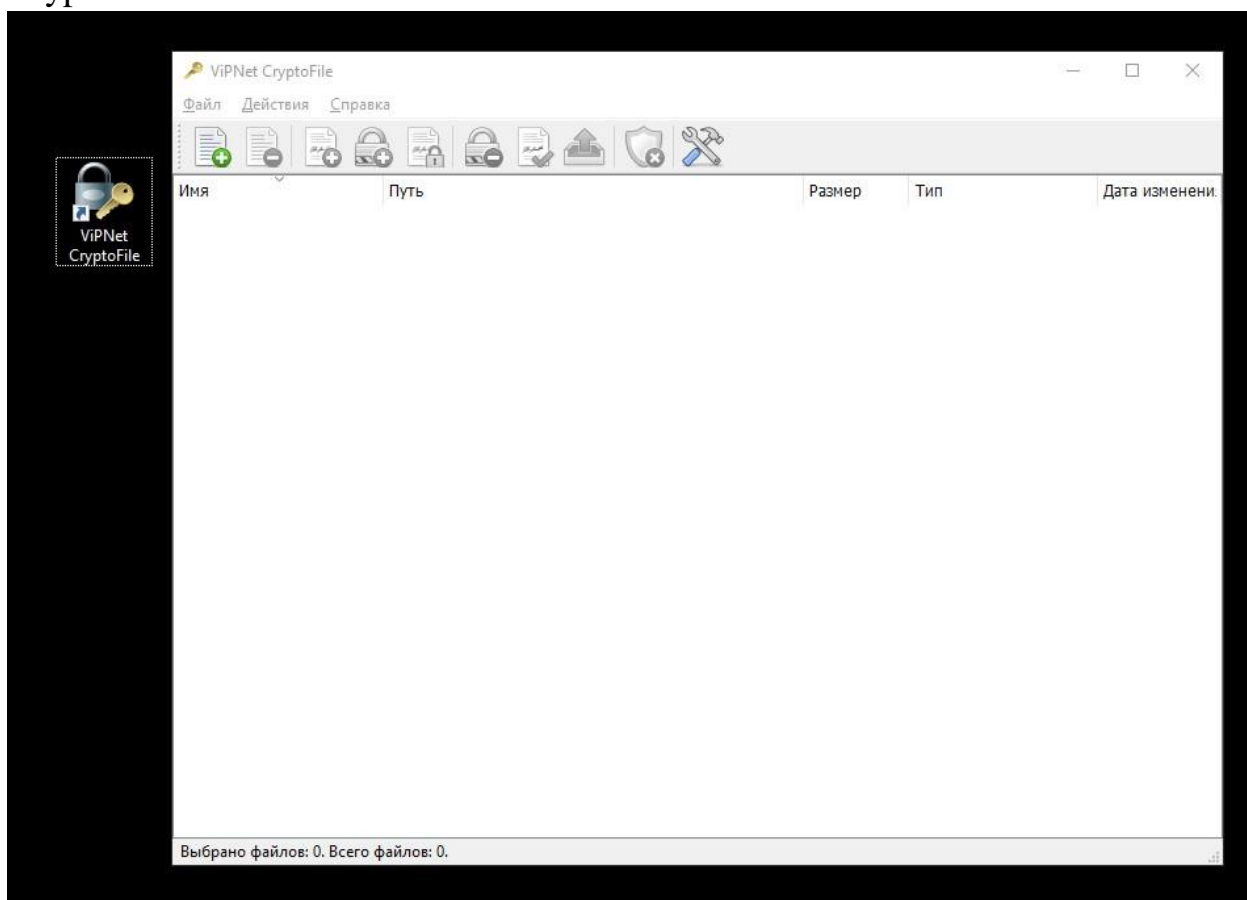 ViPNet CryptoFile
Файл Действия Справка
Имя Путь Размер Тип Дата изменени
ViPNet
CryptoFile
Выбрано файлов: 0. Всего файлов: 0.